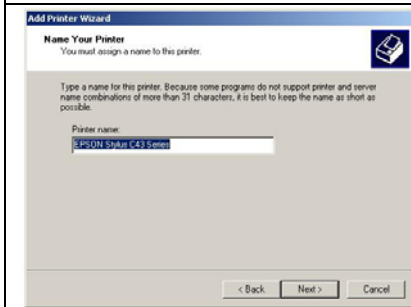 Add Printer Wizard
Name Your Printer
You must assign a name to this printer.
Type a name for this printer. Because some programs do not support printer and server
name combinations of more than 31 characters, it is best to keep the name as short as
possible.
Printer name:
EPSON Stylus C43 Series
< Back
Next >
Cancel